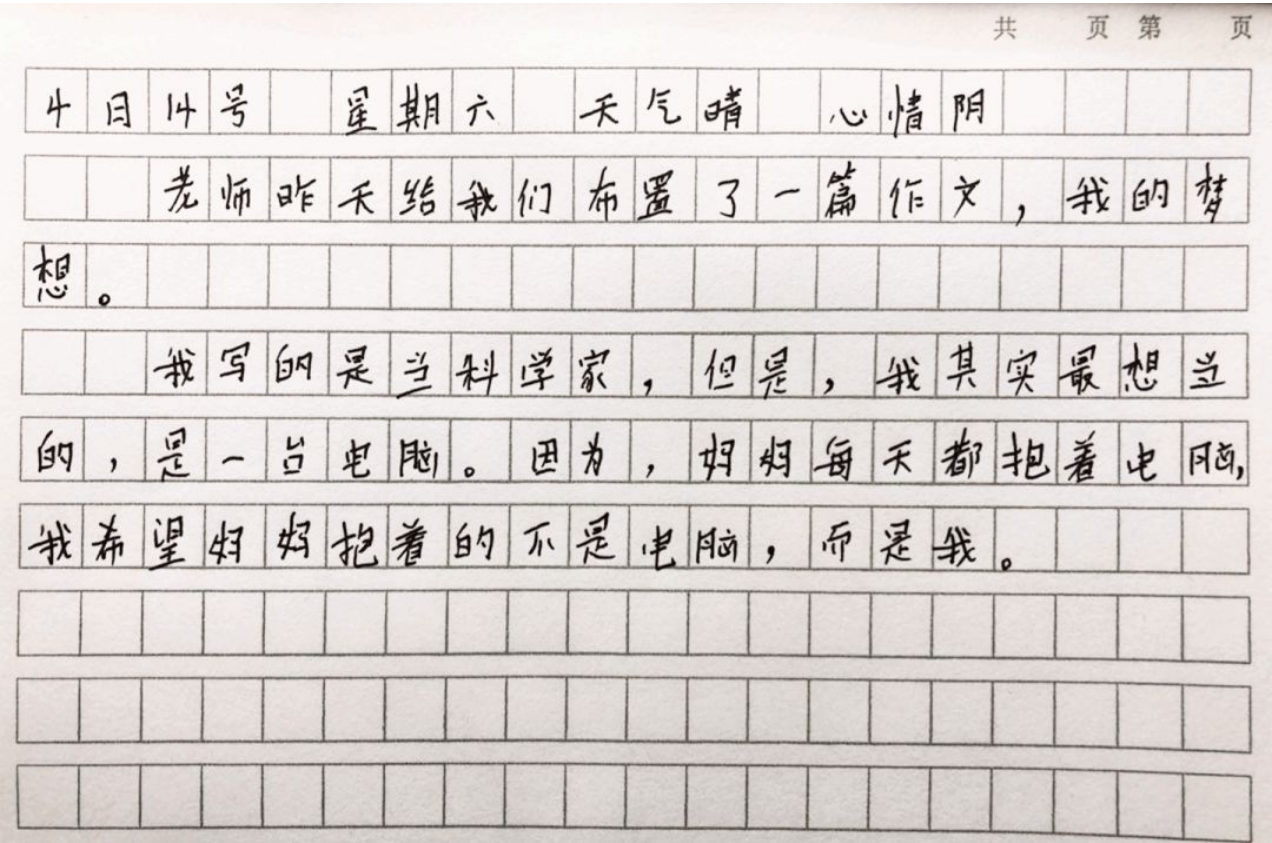 共 页 第 页
4日14号 星期六 天气晴 心情阴
老师昨天给我们布置了一篇作文，我的梦
想。
我写的是当科学家，但是，我其实最想当
的，是一台电脑。因为，妈妈每天都抱着电脑，
我希望妈妈抱着的不是电脑，而是我。